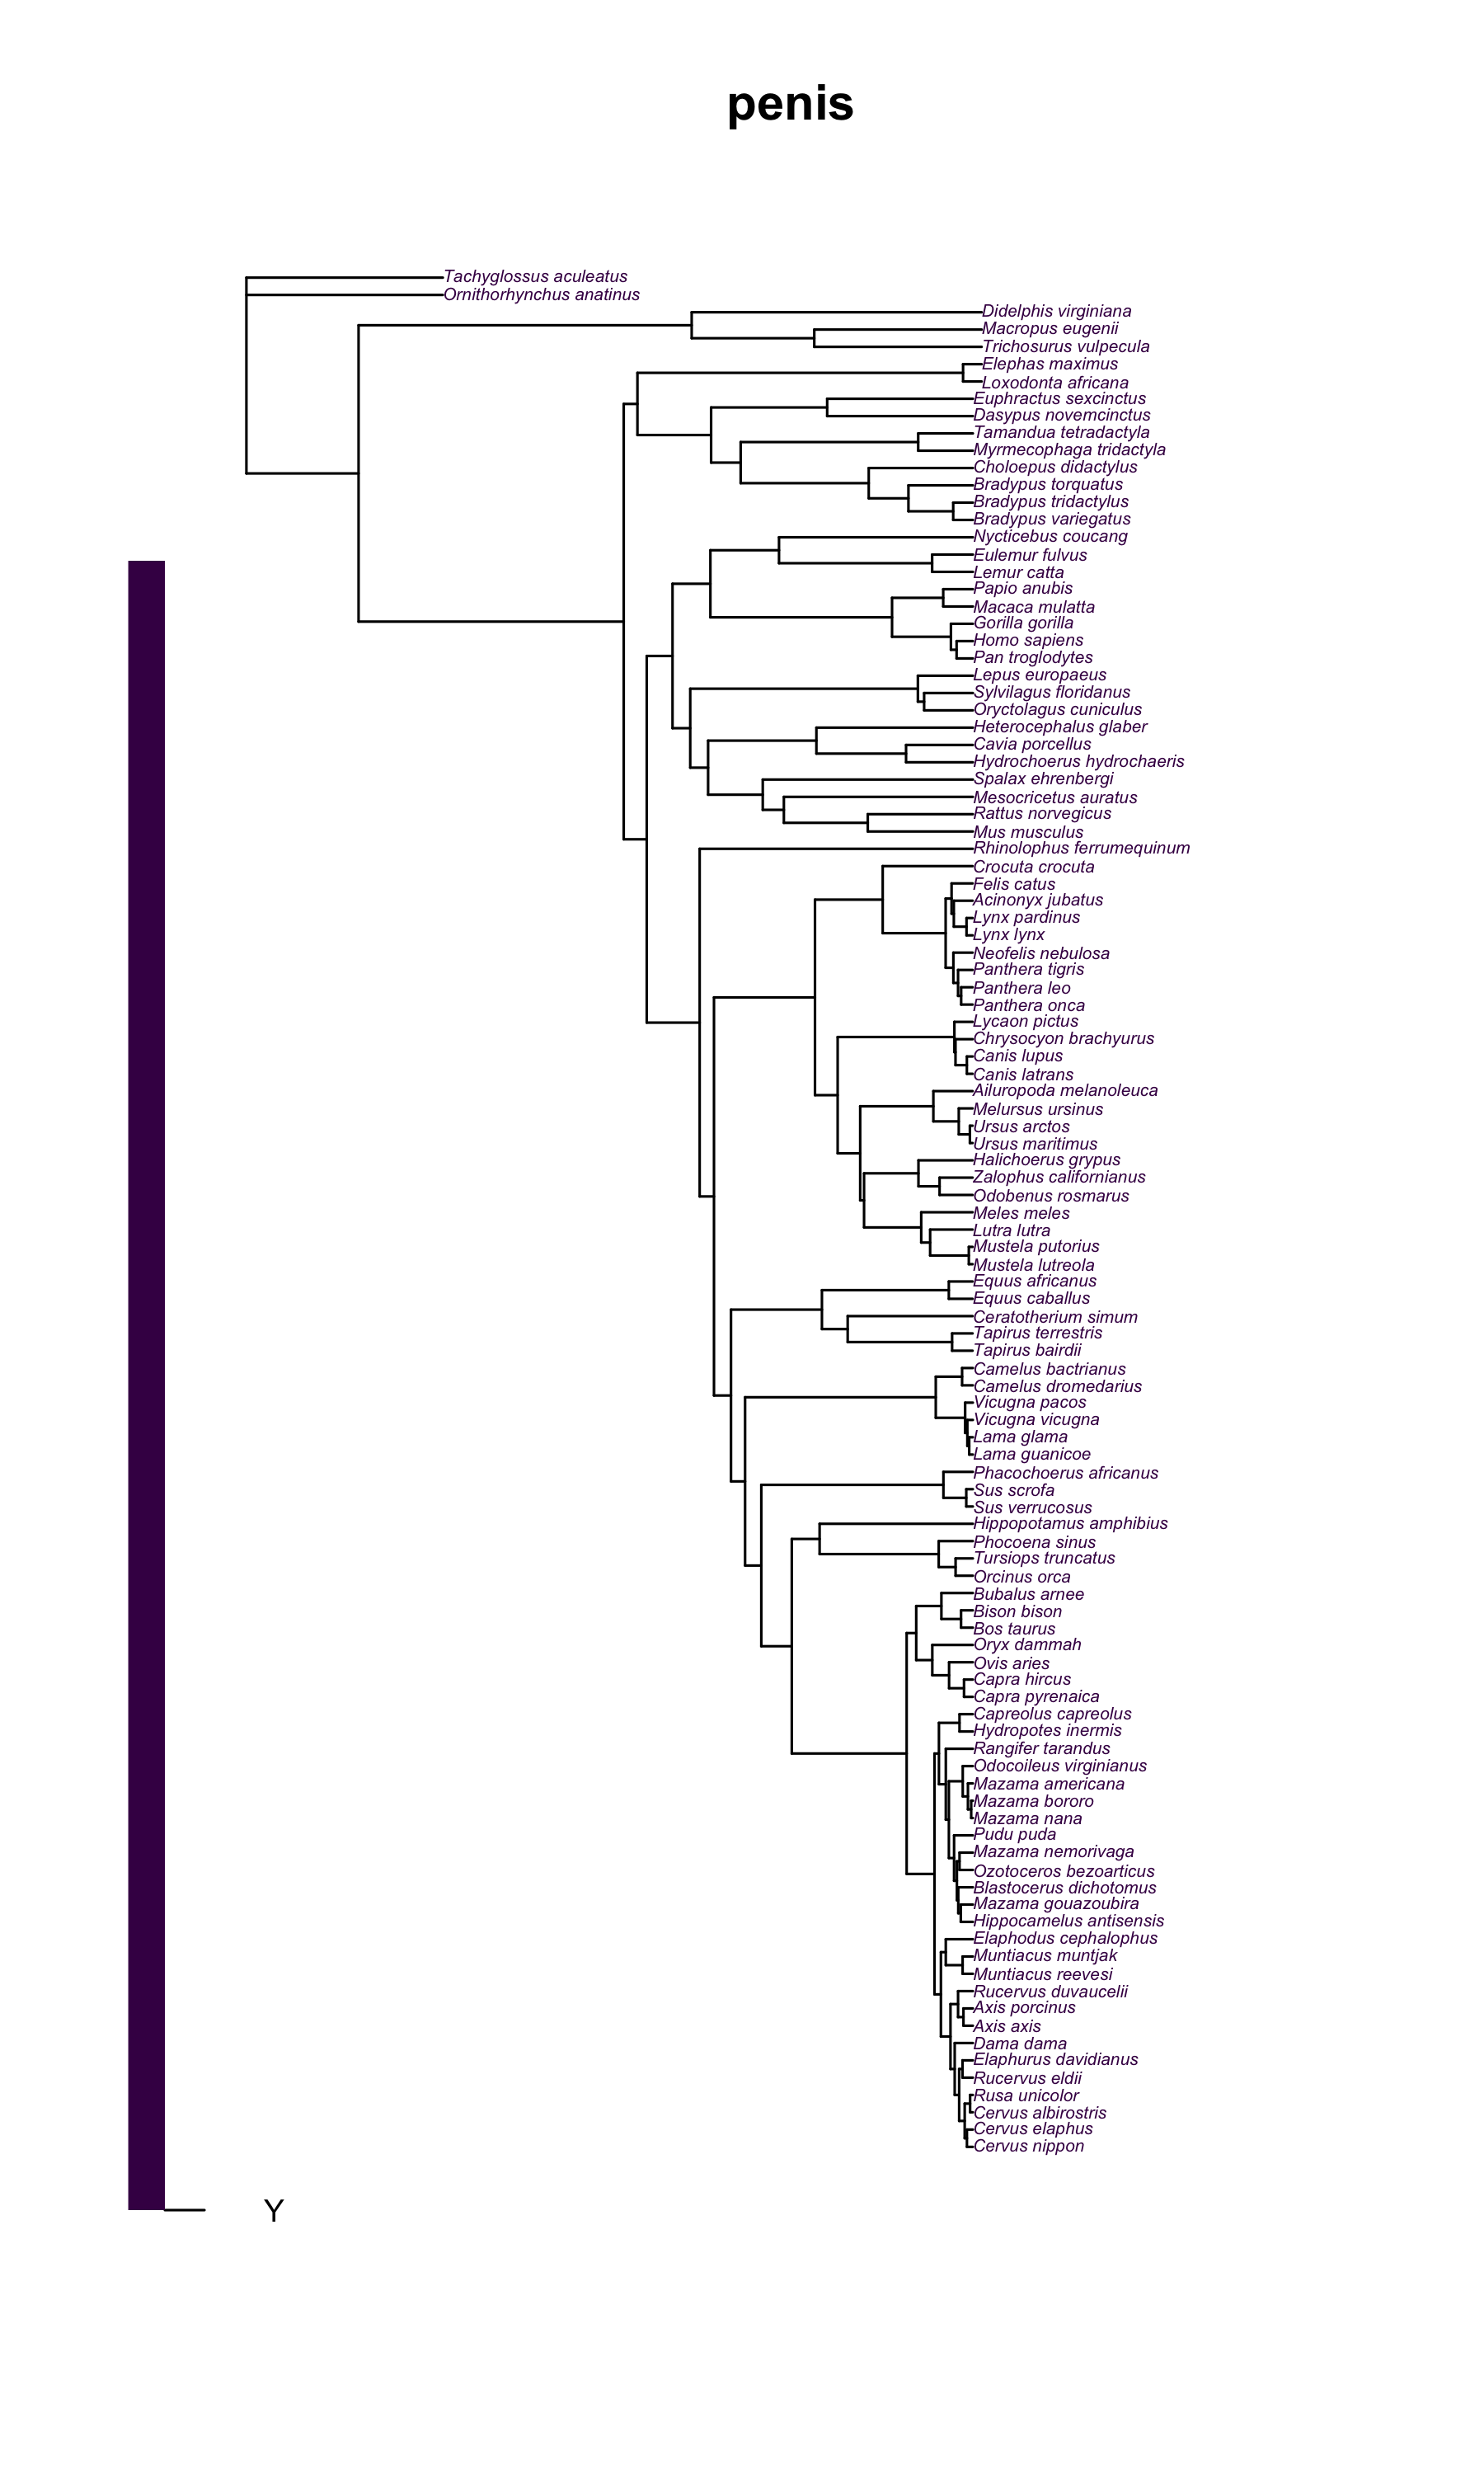 penis
Tachyglossus aculeatus
Ornithorhynchus anatinus
Didelphis virginiana
Macropus eugenii
Trichosurus vulpecula
Elephas maximus
Loxodonta africana
Euphractus sexcinctus
Dasypus novemcinctus
Tamandua tetradactyla
Myrmecophaga tridactyla
Choloepus didactylus
Bradypus torquatus
Bradypus tridactylus
Bradypus variegatus
Nycticebus coucang
Eulemur fulvus
Lemur catta
Papio anubis
Macaca mulatta
Gorilla gorilla
Homo sapiens
Pan troglodytes
Lepus europaeus
Sylvilagus floridanus
Oryctolagus cuniculus
Heterocephalus glaber
Cavia porcellus
Hydrochoerus hydrochaeris
Spalax ehrenbergi
Mesocricetus auratus
Rattus norvegicus
Mus musculus
Rhinolophus ferrumequinum
Crocuta crocuta
Felis catus
Acinonyx jubatus
Lynx pardinus
Lynx lynx
Neofelis nebulosa
Panthera tigris
Panthera leo
Panthera onca
Lycaon pictus
Chrysocyon brachyurus
Canis lupus
Canis latrans
Ailuropoda melanoleuca
Melursus ursinus
Ursus arctos
Ursus maritimus
Halichoerus grypus
Zalophus californianus
Odobenus rosmarus
Meles meles
Lutra lutra
Mustela putorius
Mustela lutreola
Equus africanus
Equus caballus
Ceratotherium simum
Tapirus terrestris
Tapirus bairdii
Camelus bactrianus
Camelus dromedarius
Vicugna pacos
Vicugna vicugna
Lama glama
Lama guanicoe
Phacochoerus africanus
Sus scrofa
Sus verrucosus
Hippopotamus amphibius
Phocoena sinus
Tursiops truncatus
Orcinus orca
Bubalus arnee
Bison bison
Bos taurus
Oryx dammah
Ovis aries
Capra hircus
Capra pyrenaica
Capreolus capreolus
Hydropotes inermis
Rangifer tarandus
Odocoileus virginianus
Mazama americana
Mazama bororo
Mazama nana
Pudu puda
Mazama nemorivaga
Ozotoceros bezoarticus
Blastocerus dichotomus
Mazama gouazoubira
Hippocamelus antisensis
Elaphodus cephalophus
Muntiacus muntjak
Muntiacus reevesi
Rucervus duvaucelii
Axis porcinus
Axis axis
Dama dama
Elaphurus davidianus
Rucervus eldii
Rusa unicolor
Cervus albirostris
Cervus elaphus
Cervus nippon
Y